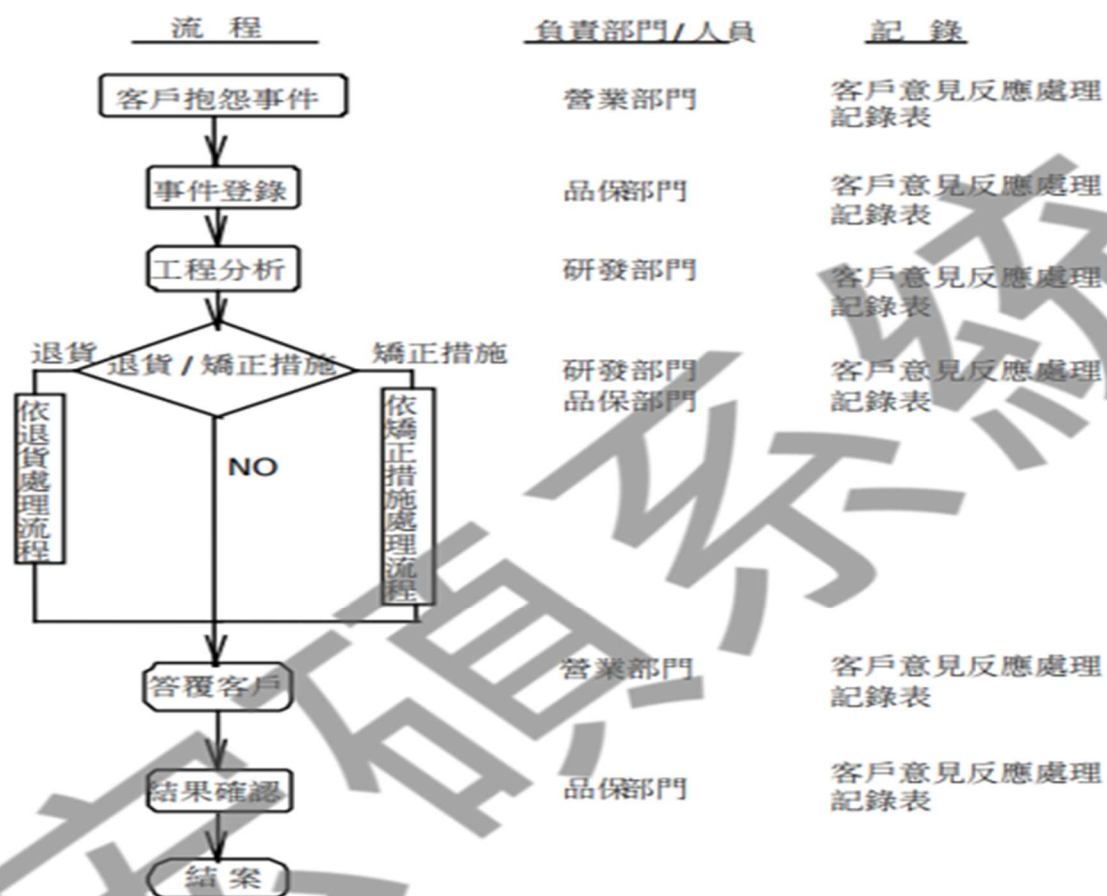 流 程 負責部門/人員 記 錄
客戶抱怨事件 營業部門 客戶意見反應處理
記錄表
事件登錄 品保部門 客戶意見反應處理
記錄表
工程分析 研發部門 客戶意見反應處理
記錄表
退貨 退貨/矯正措施 矯正措施 研發部門 客戶意見反應處理
品保部門 記錄表
依退貨處理流程
NO
依矯正措施處理流程
答覆客戶 營業部門 客戶意見反應處理
記錄表
結果確認 品保部門 客戶意見反應處理
記錄表
結 案
碩系統